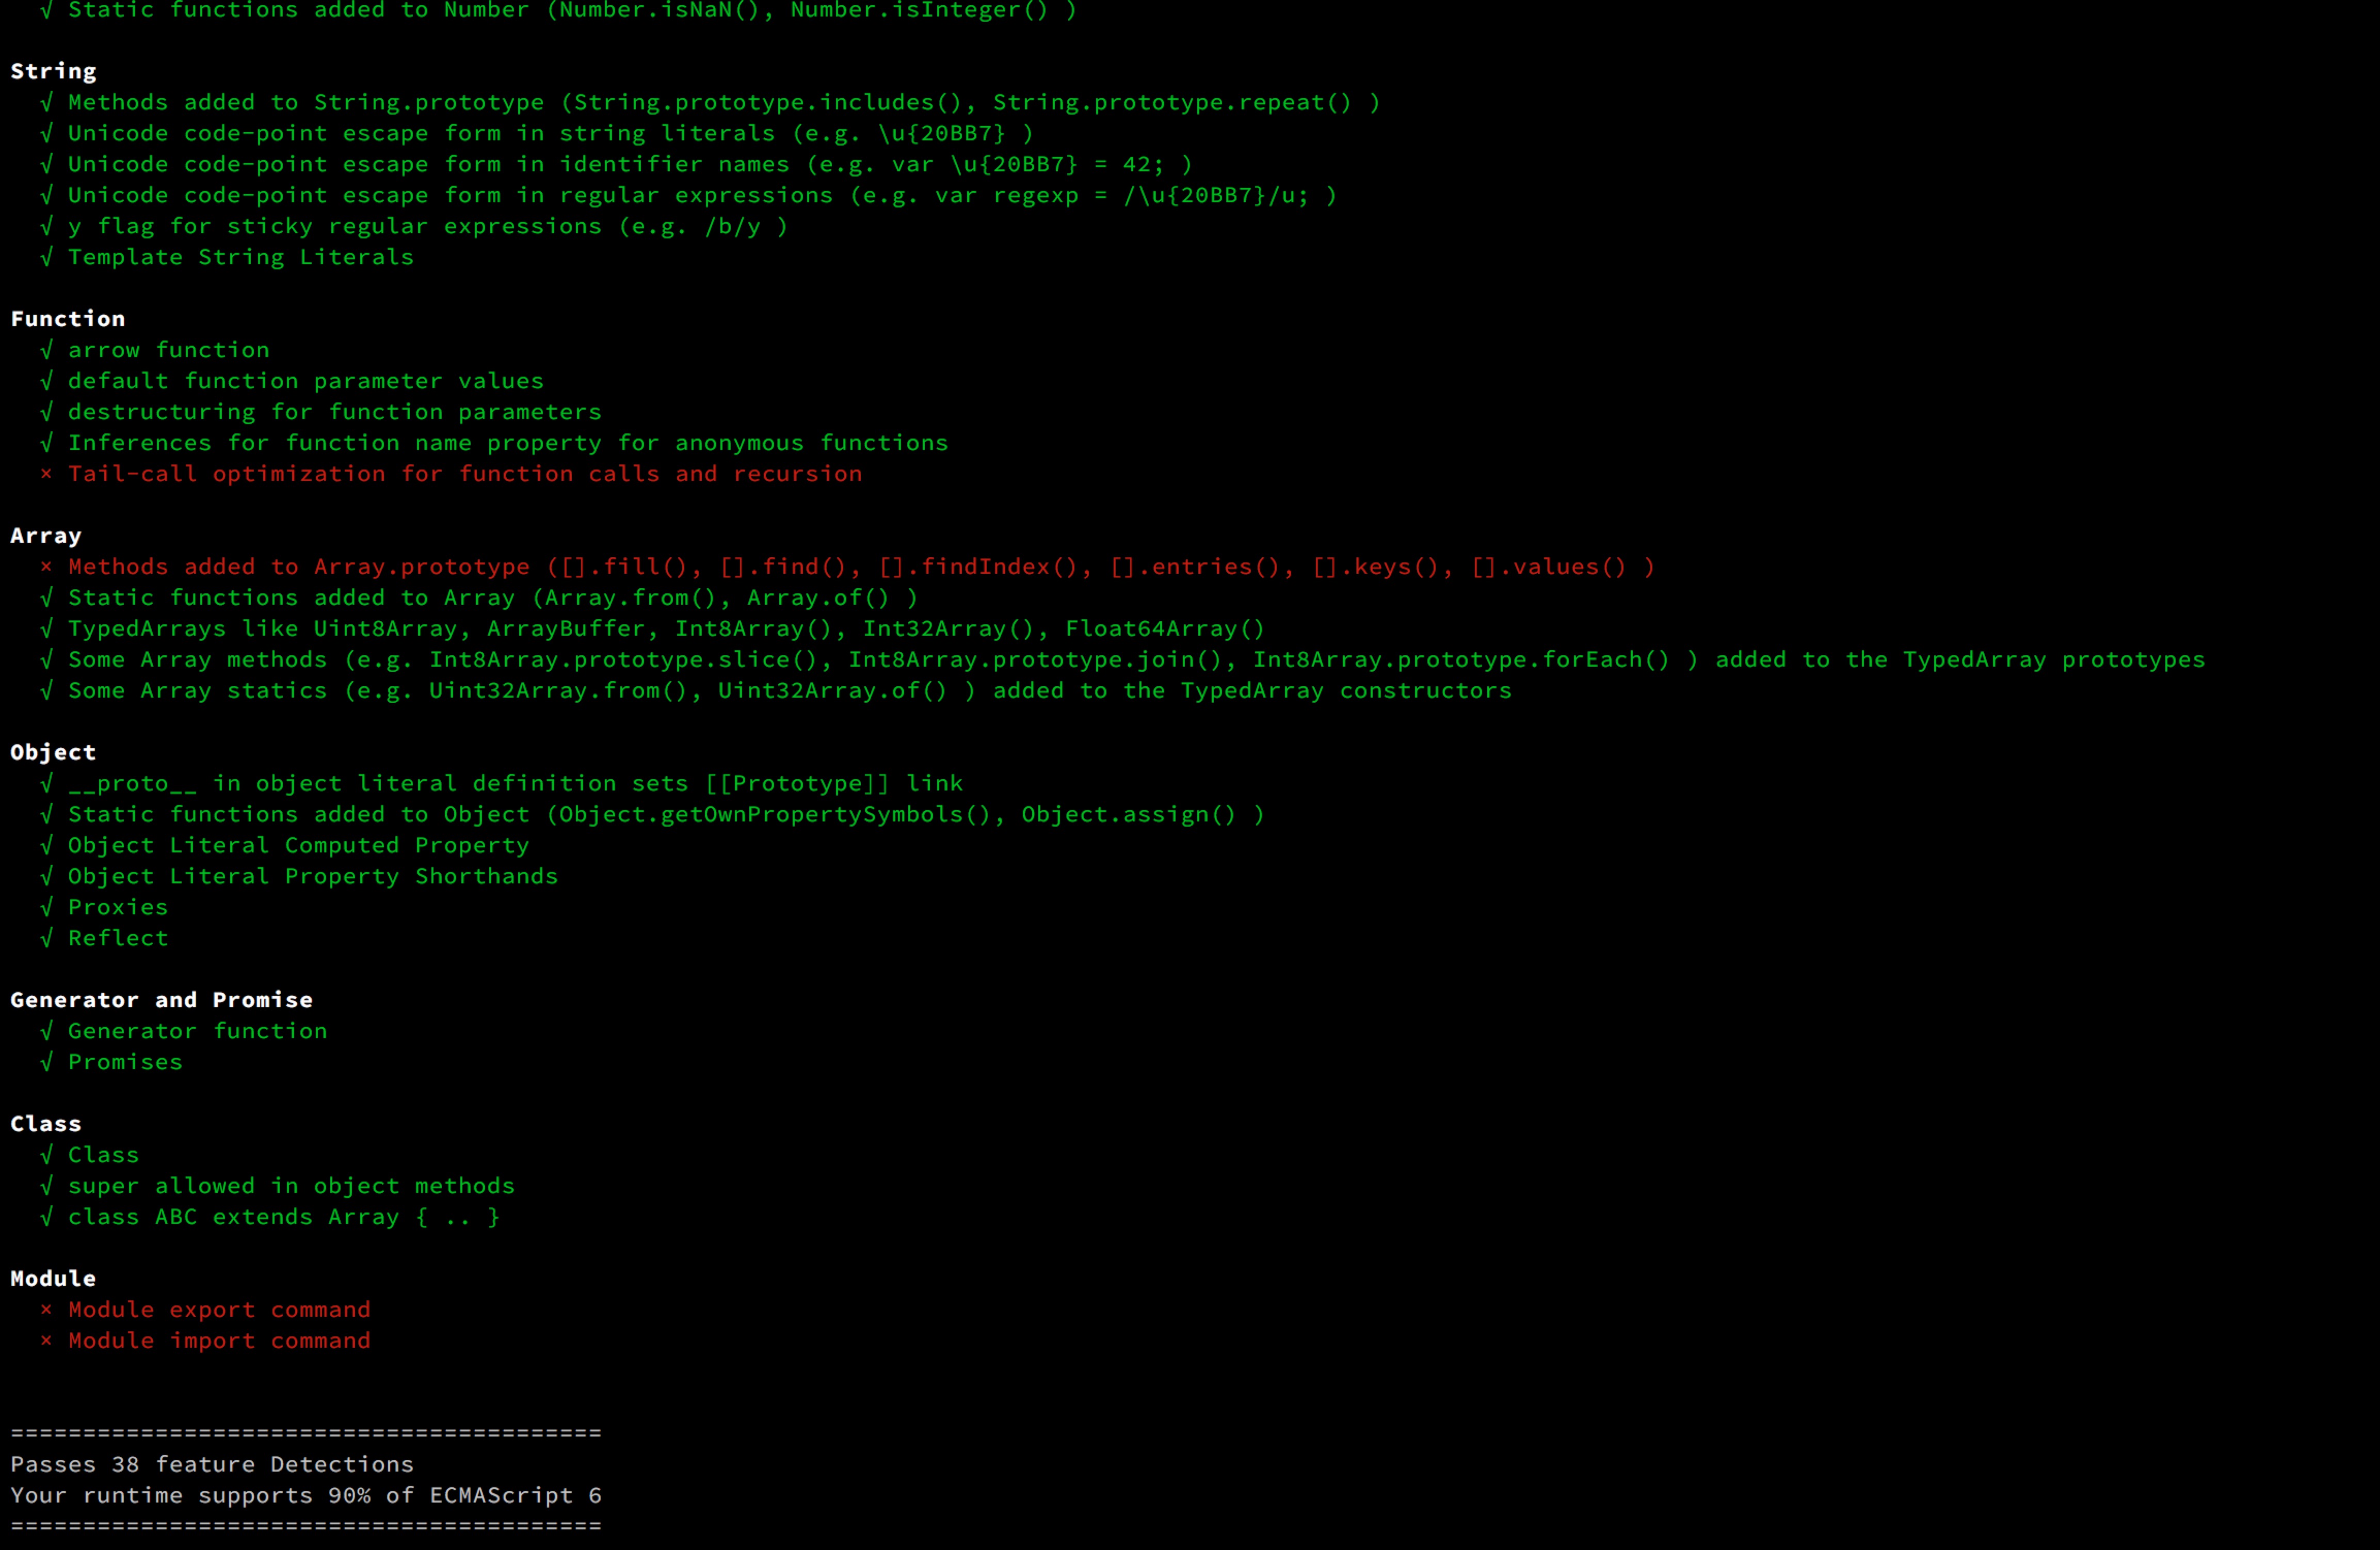 √ Static functions added to Number (Number.isNaN(), Number.isInteger() )
String
√ Methods added to String.prototype (String.prototype.includes(), String.prototype.repeat() )
√ Unicode code-point escape form in string literals (e.g. \u{20BB7} )
√ Unicode code-point escape form in identifier names (e.g. var \u{20BB7} = 42; )
√ Unicode code-point escape form in regular expressions (e.g. var regexp = /\u{20BB7}/u; )
√ y flag for sticky regular expressions (e.g. /b/y )
√ Template String Literals
Function
√ arrow function
√ default function parameter values
√ destructuring for function parameters
√ Inferences for function name property for anonymous functions
× Tail-call optimization for function calls and recursion
Array
× Methods added to Array.prototype ([].fill(), [].find(), [].findIndex(), [].entries(), [].keys(), [].values() )
√ Static functions added to Array (Array.from(), Array.of() )
√ TypedArrays like Uint8Array, ArrayBuffer, Int8Array(), Int32Array(), Float64Array()
√ Some Array methods (e.g. Int8Array.prototype.slice(), Int8Array.prototype.join(), Int8Array.prototype.forEach() ) added to the TypedArray prototypes
√ Some Array statics (e.g. Uint32Array.from(), Uint32Array.of() ) added to the TypedArray constructors
Object
√ __proto__ in object literal definition sets [[Prototype]] link
√ Static functions added to Object (Object.getOwnPropertySymbols(), Object.assign() )
√ Object Literal Computed Property
√ Object Literal Property Shorthands
√ Proxies
√ Reflect
Generator and Promise
√ Generator function
√ Promises
Class
√ Class
√ super allowed in object methods
√ class ABC extends Array { .. }
Module
× Module export command
× Module import command
=========================================
Passes 38 feature Detections
Your runtime supports 90% of ECMAScript 6
=========================================